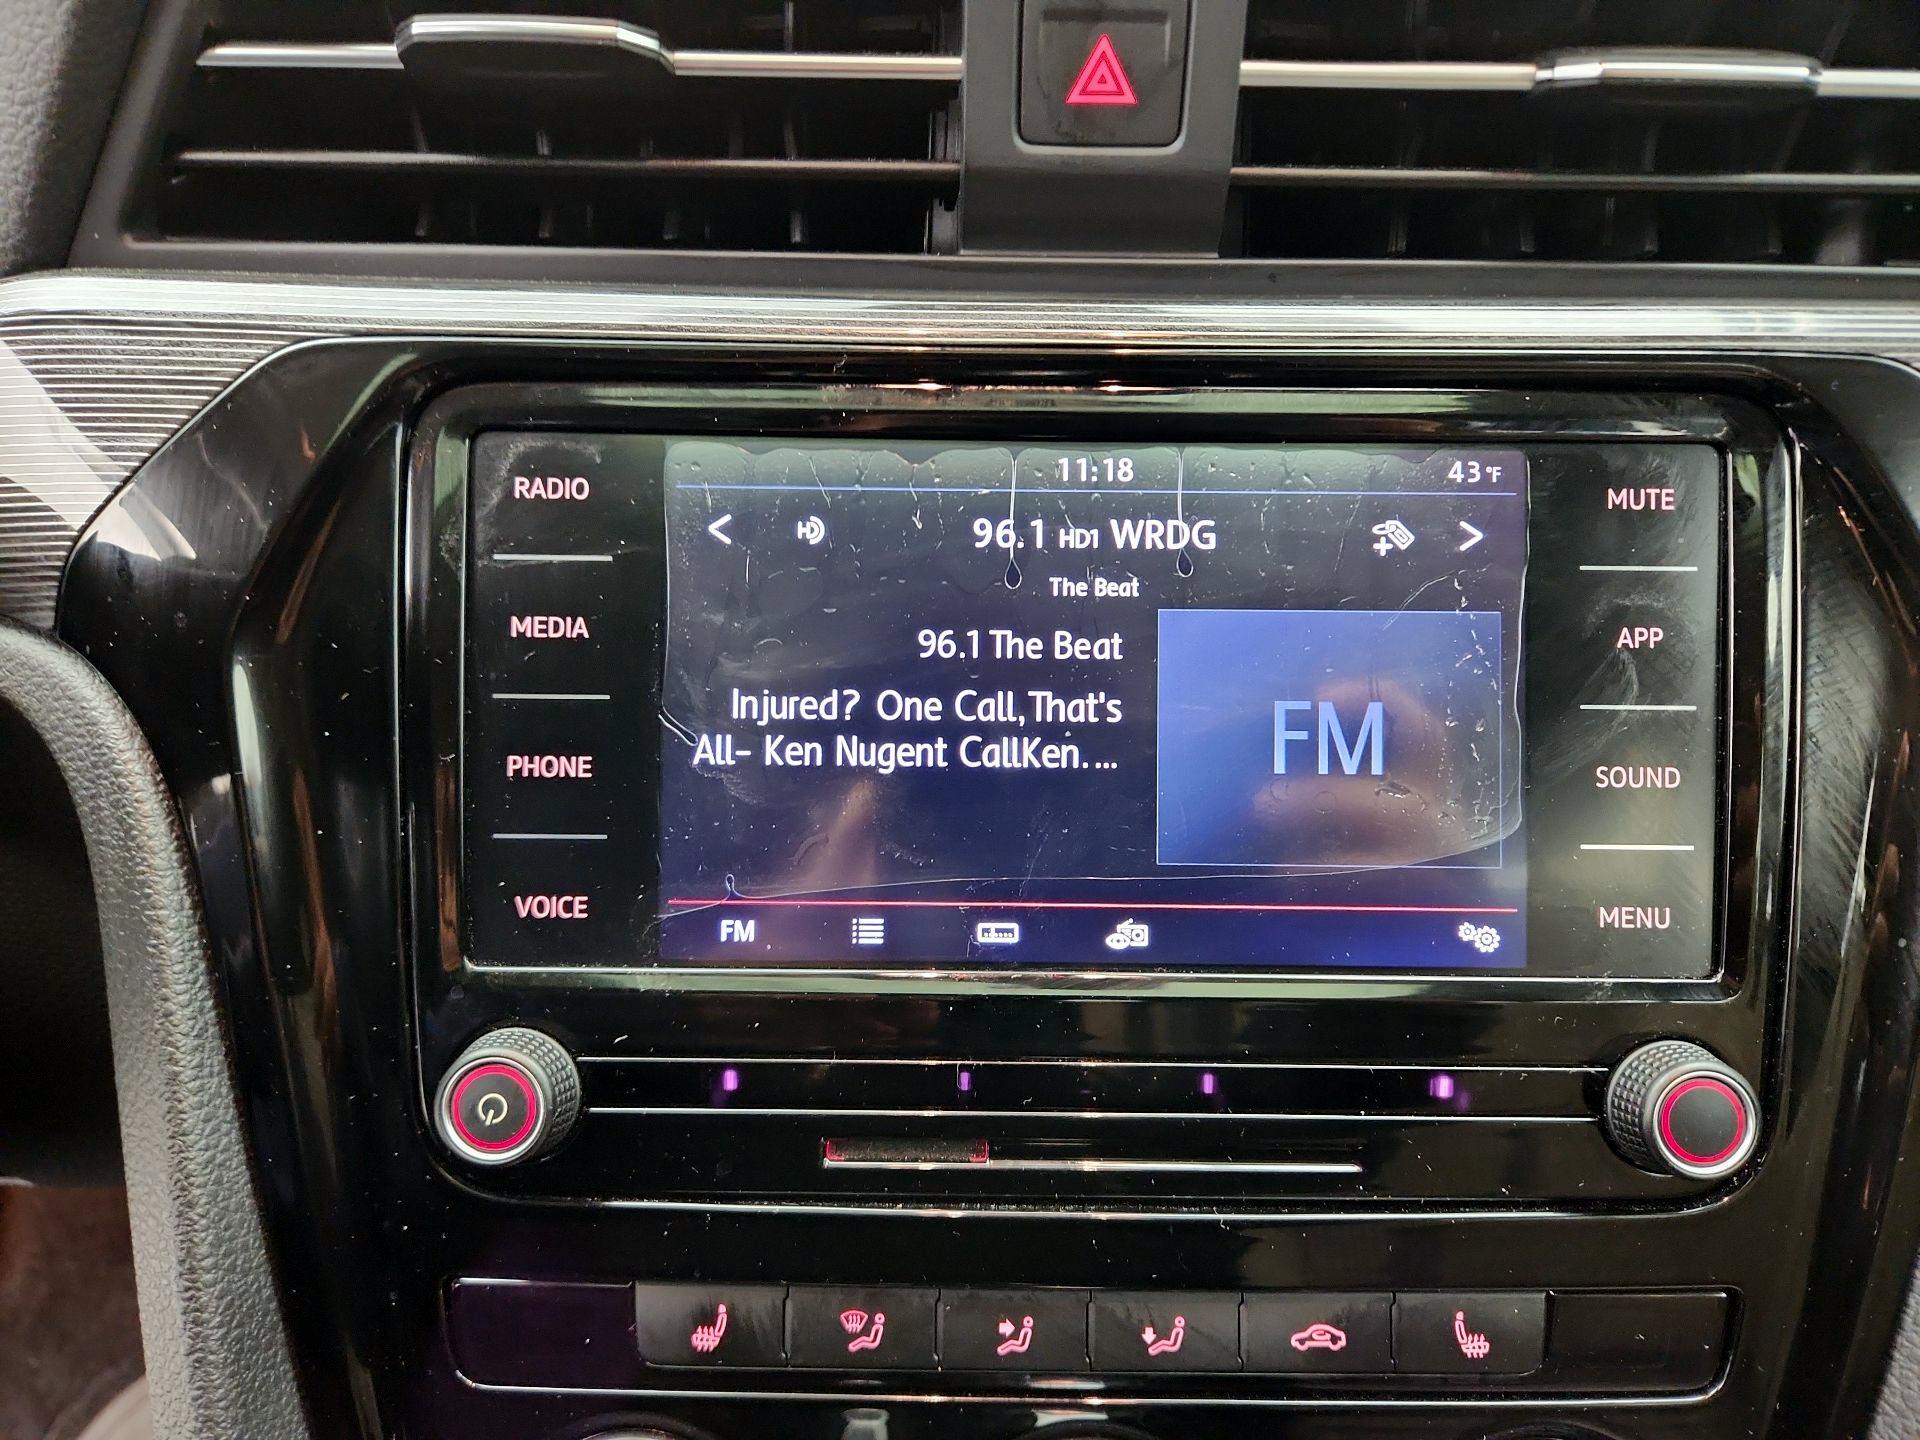 RADIO
MEDIA
PHONE
VOICE
11:18
43 °F
HD
96.1 HD1 WRDG
The Beat
96.1 The Beat
Injured? One Call,That's
All- Ken Nugent CallKen....
FM
FM
MUTE
APP
SOUND
MENU